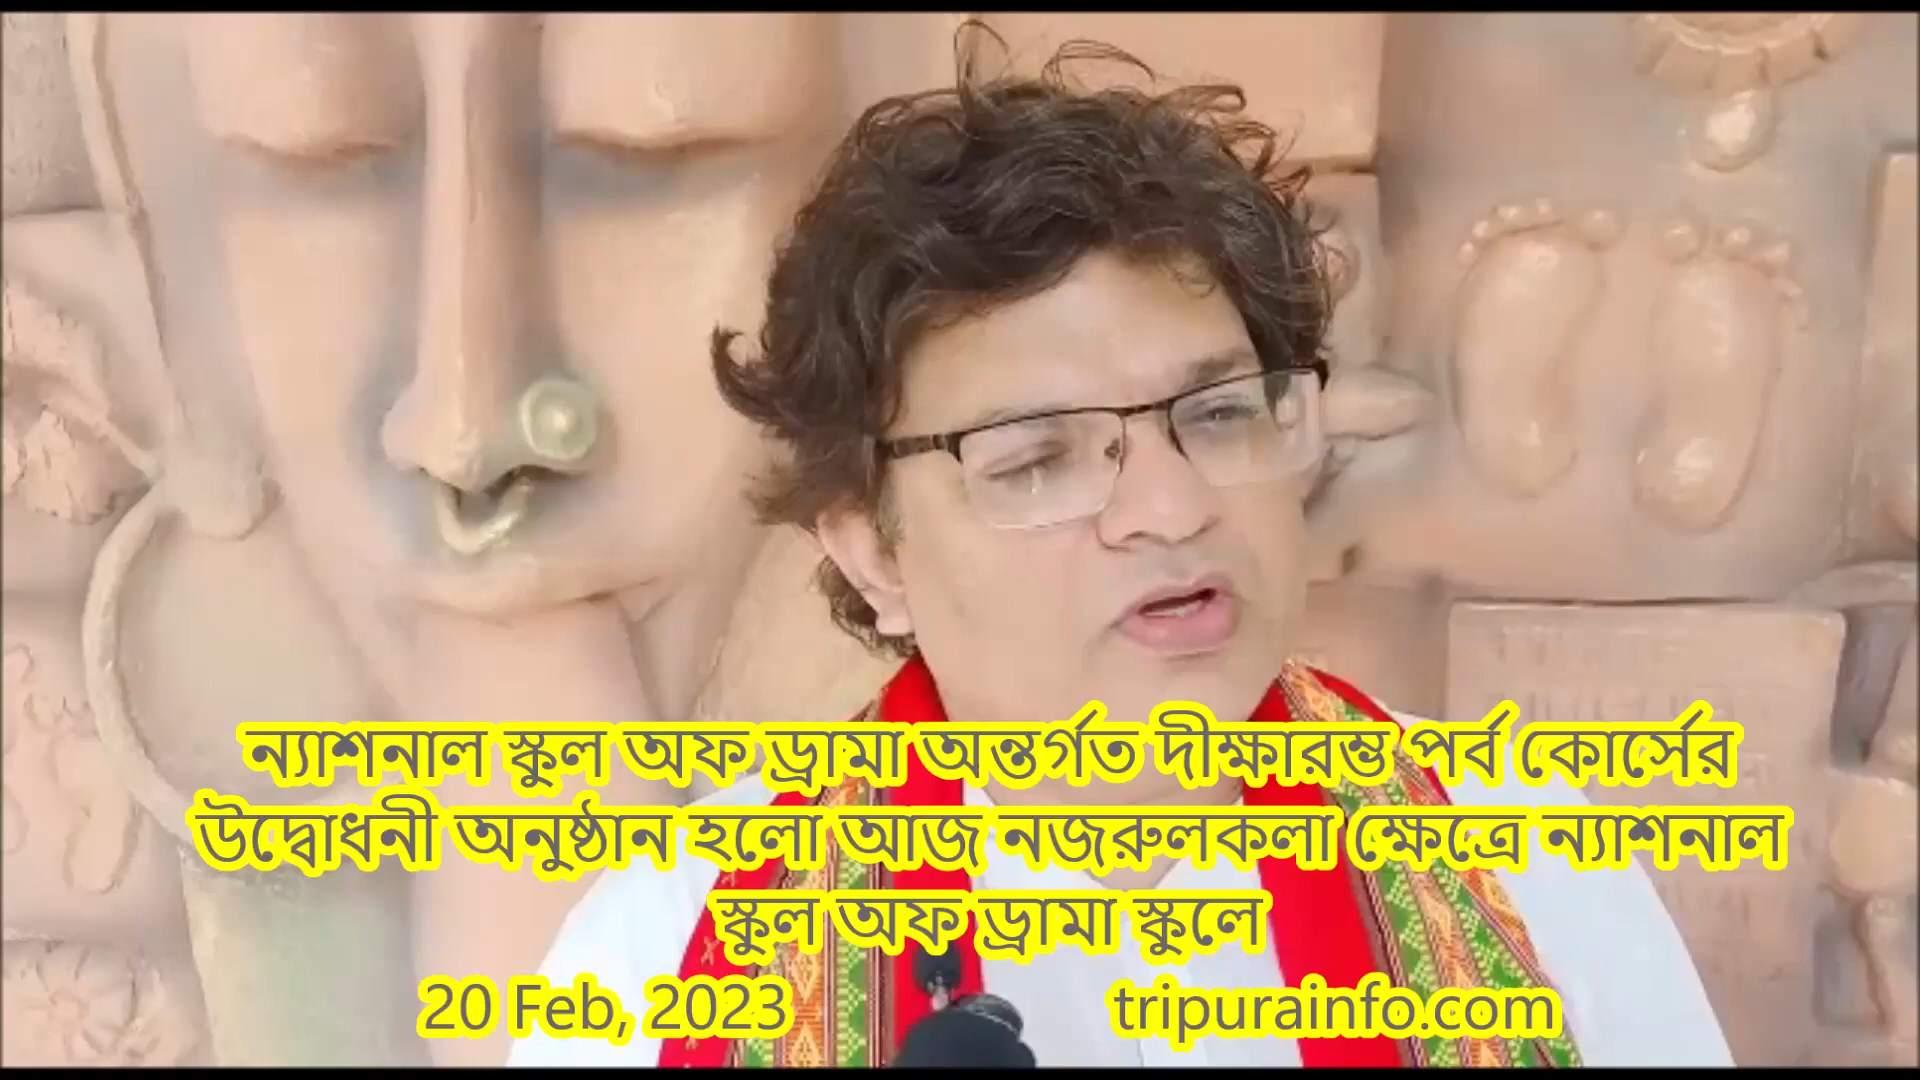 ন্যাশনাল স্কুল অফ ড্রামা অন্তর্গত দীক্ষারম্ভ পর্ব কোর্সের
উদ্বোধনী অনুষ্ঠান হলো আজ নজরুলকলা ক্ষেত্রে ন্যাশনাল
স্কুল অফ ড্রামা স্কুলে
20 Feb, 2023 tripurainfo.com